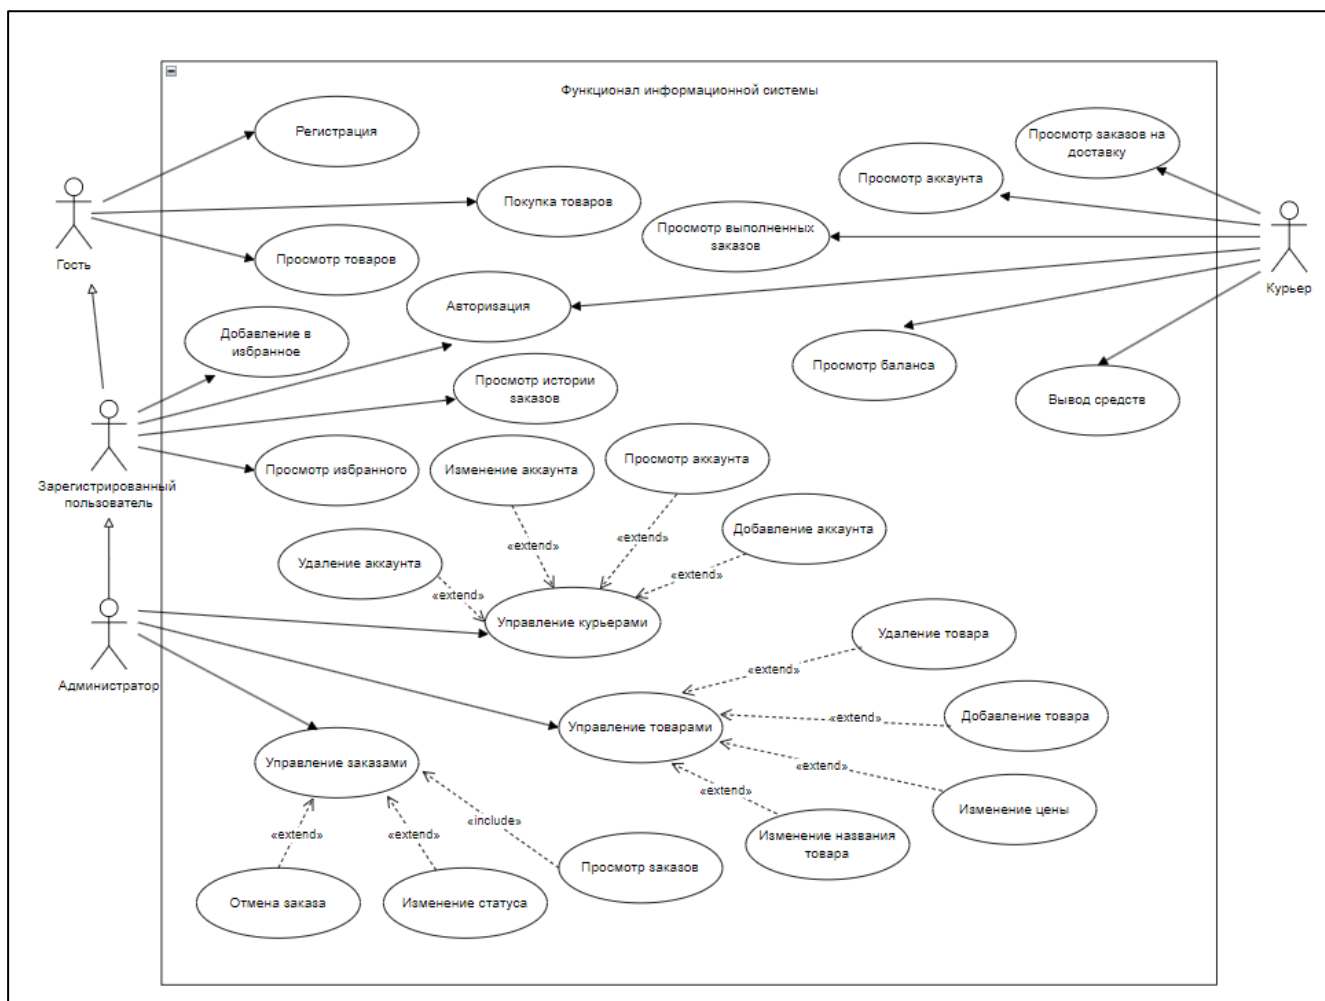 Функционал информационной системы
Регистрация
Просмотр заказов на
доставку
Просмотр аккаунта
Покупка товаров
Просмотр выполненных
заказов
Гость
Просмотр товаров
Курьер
Авторизация
Добавление в
избранное
Просмотр баланса
Просмотр истории
заказов
Вывод средств
Зарегистрированный
пользователь
Просмотр избранного
Изменение аккаунта
Просмотр аккаунта
Добавление аккаунта
«extend»
«extend»
«extend»
Удаление аккаунта
«extend»
Управление курьерами
Администратор
Удаление товара
«extend»
Управление товарами
«extend»
Добавление товара
Управление заказами
«extend»
«extend»
Изменение цены
«extend»
«extend»
«include»
Изменение названия
товара
Просмотр заказов
Отмена заказа
Изменение статуса